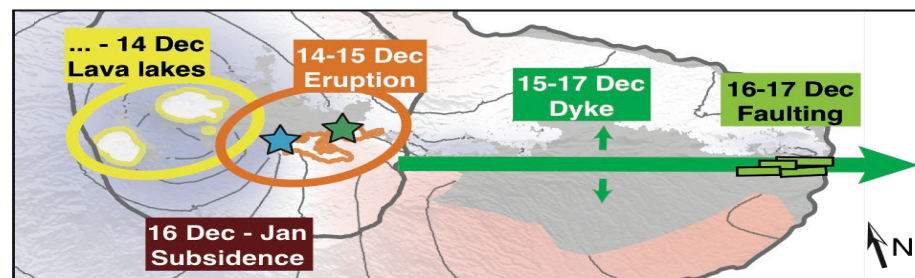 ... - 14 Dec
Lava lakes
14-15 Dec
Eruption
15-17 Dec
Dyke
16-17 Dec
Faulting
16 Dec - Jan
Subsidence
N